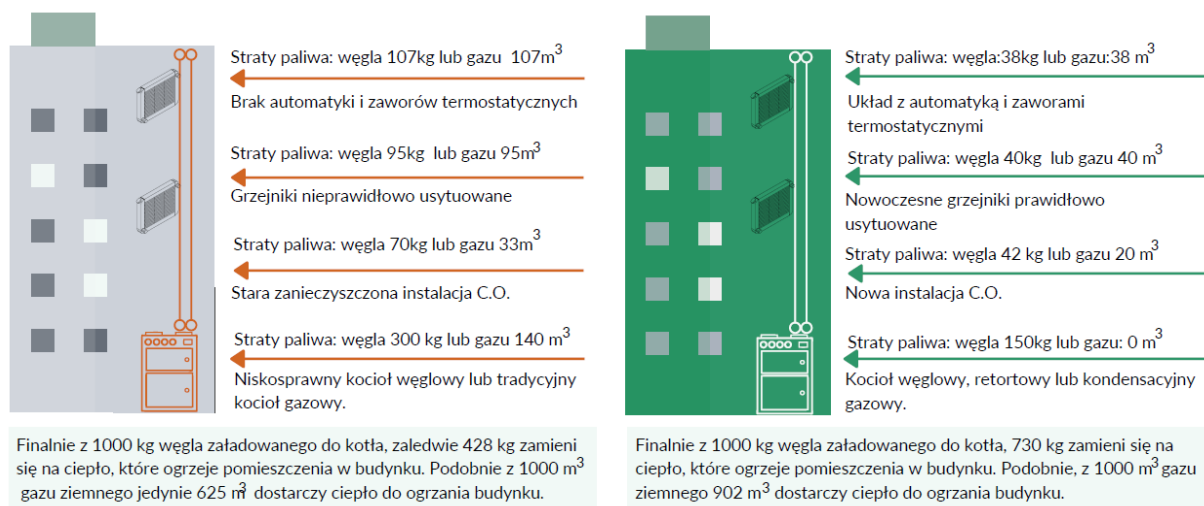 Straty paliwa: węgla 107kg lub gazu 107m³
Brak automatyki i zaworów termostatycznych
Straty paliwa: węgla 95kg lub gazu 95m³
Grzejniki nieprawidłowo usytuowane
Straty paliwa: węgla 70kg lub gazu 33m³
Stara zanieczyszczona instalacja C.O.
Straty paliwa: węgla 300 kg lub gazu 140 m³
Niskosprawny kocioł węglowy lub tradycyjny
kocioł gazowy.
Finalnie z 1000 kg węgla załadowanego do kotła, zaledwie 428 kg zamieni
się na ciepło, które ogrzeje pomieszczenia w budynku. Podobnie z 1000 m³
gazu ziemnego jedynie 625 m³ dostarczy ciepło do ogrzania budynku.
Straty paliwa: węgla:38kg lub gazu:38 m³
Układ z automatyką i zaworami
termostatycznymi
Straty paliwa: węgla 40kg lub gazu 40 m³
Nowoczesne grzejniki prawidłowo
usytuowane
Straty paliwa: węgla 42 kg lub gazu 20 m³
Nowa instalacja C.O.
Straty paliwa: węgla 150kg lub gazu: 0 m³
Kocioł węglowy, retortowy lub kondensacyjny
gazowy.
Finalnie z 1000 kg węgla załadowanego do kotła, 730 kg zamieni się na
ciepło, które ogrzeje pomieszczenia w budynku. Podobnie, z 1000 m³ gazu
ziemnego 902 m³ dostarczy ciepło do ogrzania budynku.